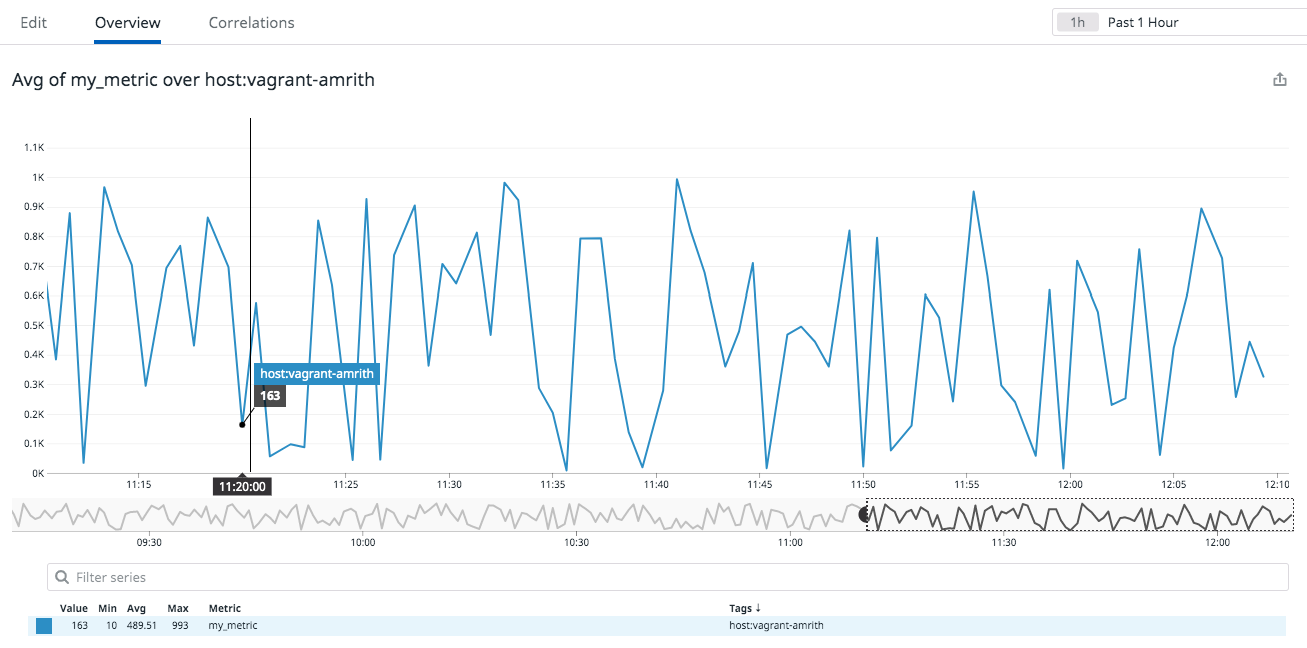 Edit Overview Correlations 1h Past 1 Hour
Avg of my_metric over host:vagrant-amrith
1.1K
1K
0.9K
0.8K
0.7K
0.6K
0.5K
0.4K
host:vagrant-amrith
0.3K
163
0.2K
0.1K
0K
11:15 11:20:00 11:25 11:30 11:35 11:40 11:45 11:50 11:55 12:00 12:05 12:10
09:30 10:00 10:30 11:00 11:30 12:00
Filter series
Value Min Avg Max Metric Tags ↓
163 10 489.51 993 my_metric host:vagrant-amrith